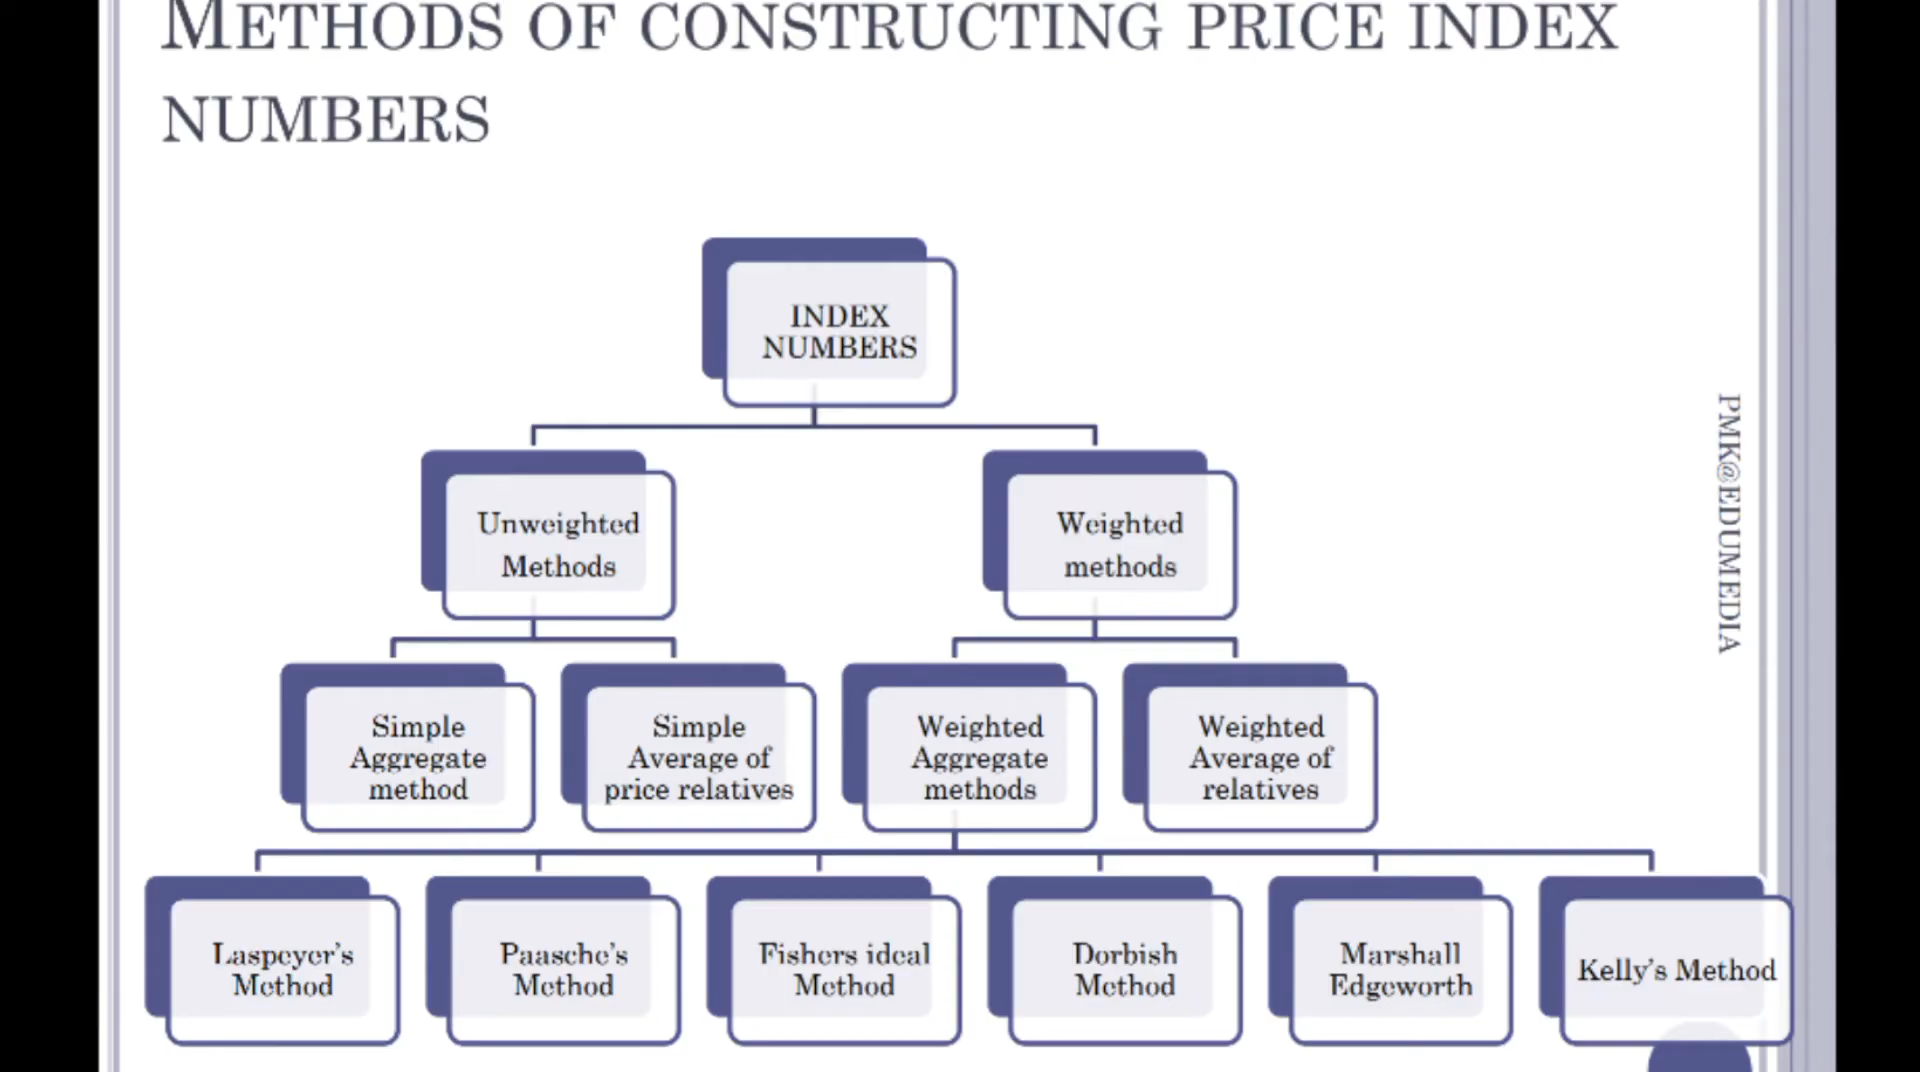 METHODS OF CONSTRUCTING PRICE INDEX
NUMBERS
INDEX
NUMBERS
Unweighted
Methods
Weighted
methods
Simple
Aggregate
method
Simple
Average of
price relatives
Weighted
Aggregate
methods
Weighted
Average of
relatives
Laspeyer's
Method
Paasche's
Method
Fishers ideal
Method
Dorbish
Method
Marshall
Edgeworth
Kelly's Method
PMK@EDUMEDIA